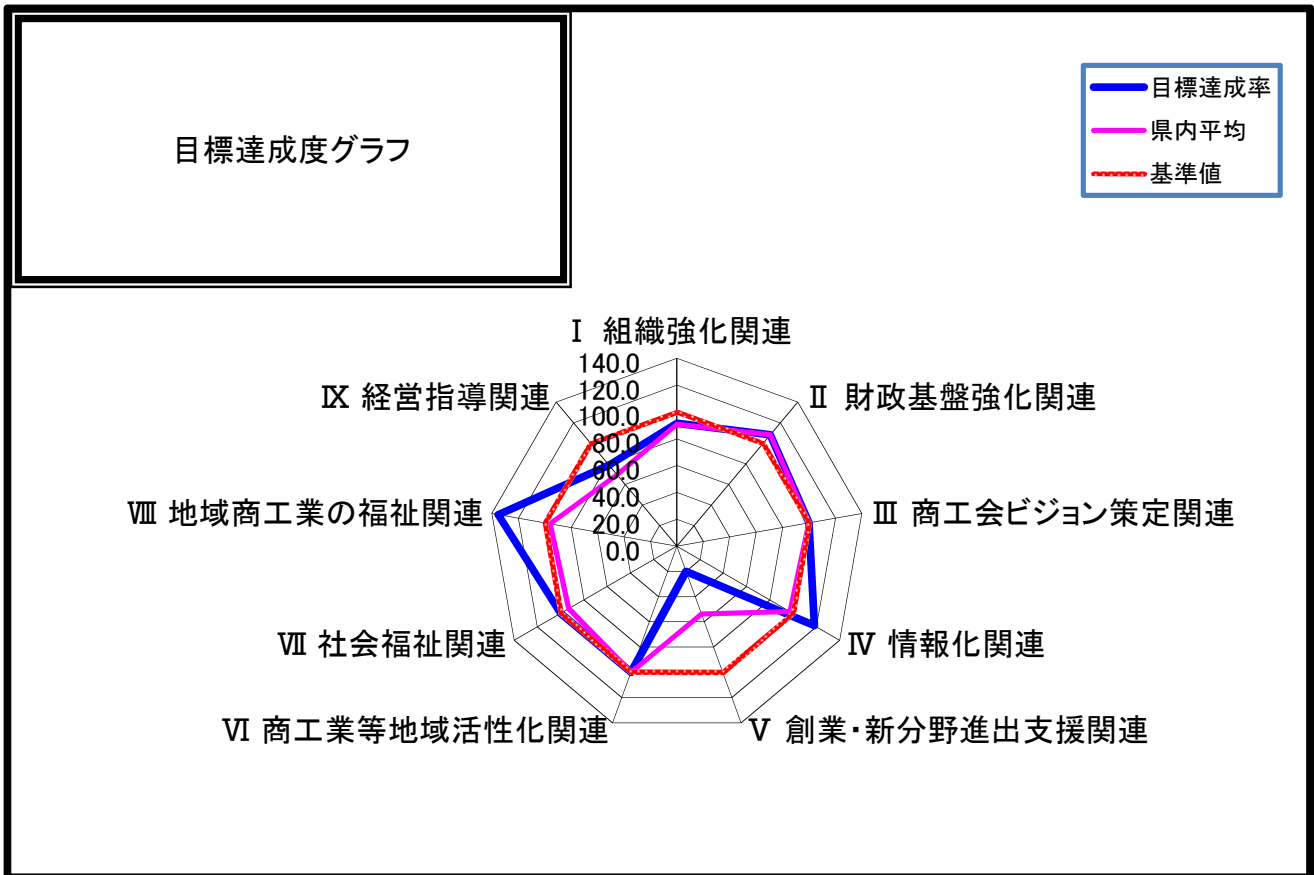 目標達成度グラフ
目標達成率
県内平均
基準値
Ⅰ 組織強化関連
140.0
120.0
100.0
80.0
60.0
40.0
20.0
0.0
Ⅱ 財政基盤強化関連
Ⅲ 商工会ビジョン策定関連
Ⅳ 情報化関連
Ⅴ 創業・新分野進出支援関連
Ⅵ 商工業等地域活性化関連
Ⅶ 社会福祉関連
Ⅷ 地域商工業の福祉関連
Ⅸ 経営指導関連